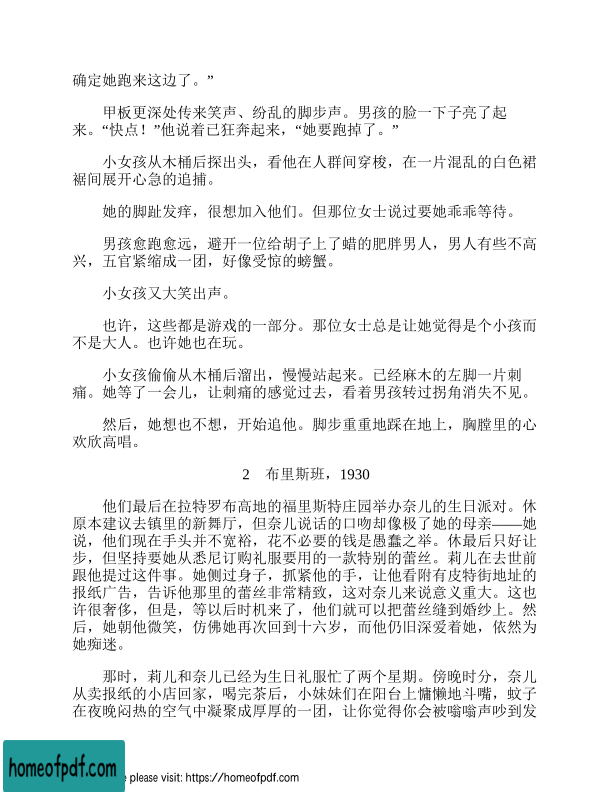 确定她跑来这边了。”
甲板更深处传来笑声、纷乱的脚步声。男孩的脸一下子亮了起
来。“快点！”他说着已狂奔起来，“她要跑掉了。”
小女孩从木桶后探出头，看他在人群间穿梭，在一片混乱的白色裙
裾间展开心急的追捕。
她的脚趾发痒，很想加入他们。但那位女士说过要她乖乖等待。
男孩愈跑愈远，避开一位给胡子上了蜡的肥胖男人，男人有些不高
兴，五官紧缩成一团，好像受惊的螃蟹。
小女孩又大笑出声。
也许，这些都是游戏的一部分。那位女士总是让她觉得是个小孩而
不是大人。也许她也在玩。
小女孩偷偷从木桶后溜出，慢慢站起来。已经麻木的左脚一片刺
痛。她等了一会儿，让刺痛的感觉过去，看着男孩转过拐角消失不见。
然后，她想也不想，开始追他。脚步重重地踩在地上，胸膛里的心
欢欣高唱。
2　布里斯班，1930
他们最后在拉特罗布高地的福里斯特庄园举办奈儿的生日派对。休
原本建议去镇里的新舞厅，但奈儿说话的口吻却像极了她的母亲——她
说，他们现在手头并不宽裕，花不必要的钱是愚蠢之举。休最后只好让
步，但坚持要她从悉尼订购礼服要用的一款特别的蕾丝。莉儿在去世前
跟他提过这件事。她侧过身子，抓紧他的手，让他看附有皮特街地址的
报纸广告，告诉他那里的蕾丝非常精致，这对奈儿来说意义重大。这也
许很奢侈，但是，等以后时机来了，他们就可以把蕾丝缝到婚纱上。然
后，她朝他微笑，仿佛她再次回到十六岁，而他仍旧深爱着她，依然为
她痴迷。
那时，莉儿和奈儿已经为生日礼服忙了两个星期。傍晚时分，奈儿
从卖报纸的小店回家，喝完茶后，小妹妹们在阳台上慵懒地斗嘴，蚊子
在夜晚闷热的空气中凝聚成厚厚的一团，让你觉得你会被嗡嗡声吵到发
homeofpdf.com
e please visit: https://homeofpdf.com